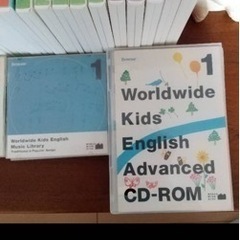 1
Worldwide Kids English
Music Library
1
Worldwide
Kids
English
Advanced
CD-ROM